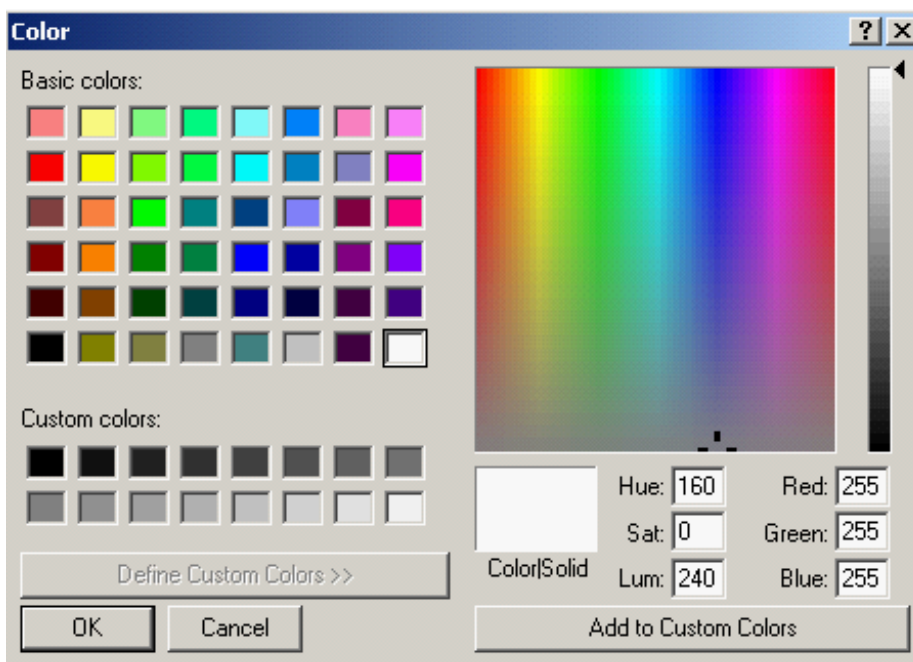 Color
Basic colors:
Custom colors:
Define Custom Colors >>
OK Cancel
Color|Solid
Hue: 160 Red: 255
Sat: 0 Green: 255
Lum: 240 Blue: 255
Add to Custom Colors